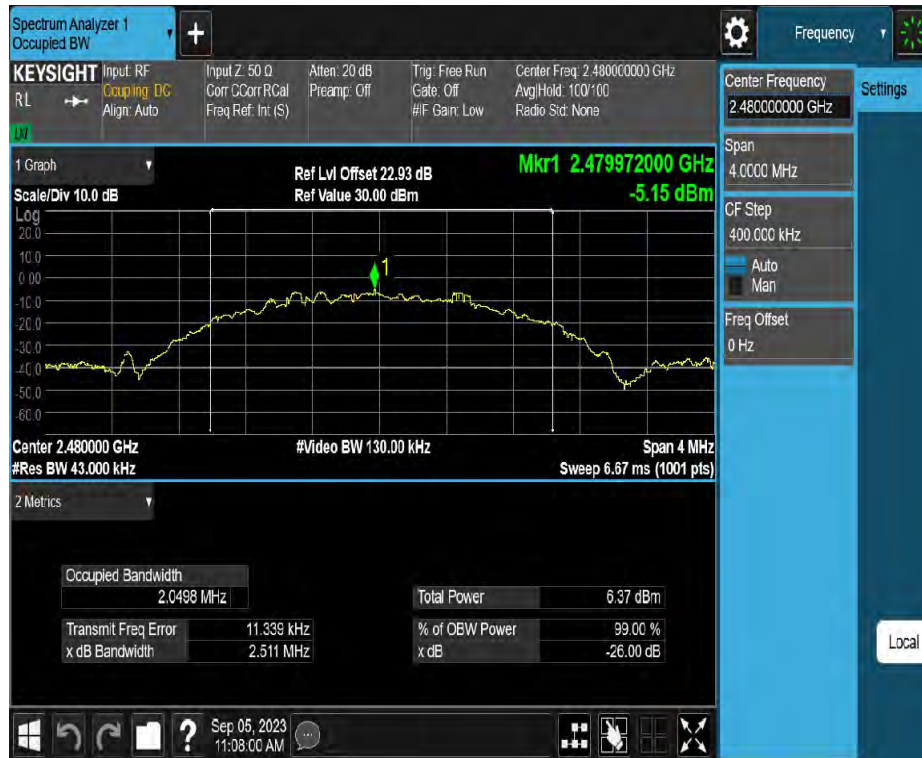 Spectrum Analyzer 1
Occupied BW
+
Frequency
KEYSIGHT
RL
LXI
Input: RF
Coupling: DC
Align: Auto
Input Z: 50 Ω
Corr CCorr RCal
Freq Ref: Int (S)
Atten: 20 dB
Preamp: Off
Trig: Free Run
Gate: Off
#IF Gain: Low
Center Freq: 2.480000000 GHz
Avg|Hold: 100/100
Radio Std: None
Center Frequency
2.480000000 GHz
Settings
Span
4.0000 MHz
CF Step
400.000 kHz
Auto
Man
Freq Offset
0 Hz
1 Graph
Scale/Div 10.0 dB
Ref Lvl Offset 22.93 dB
Ref Value 30.00 dBm
Mkr1 2.479972000 GHz
-5.15 dBm
Log
20.0
10.0
0.00
-10.0
-20.0
-30.0
-40.0
-50.0
-60.0
1
Center 2.480000 GHz
#Video BW 130.00 kHz
Span 4 MHz
#Res BW 43.000 kHz
Sweep 6.67 ms (1001 pts)
2 Metrics
Occupied Bandwidth
2.0498 MHz
Total Power 6.37 dBm
Transmit Freq Error 11.339 kHz
% of OBW Power 99.00 %
x dB Bandwidth 2.511 MHz
x dB -26.00 dB
Local
?
Sep 05, 2023
11:08:00 AM